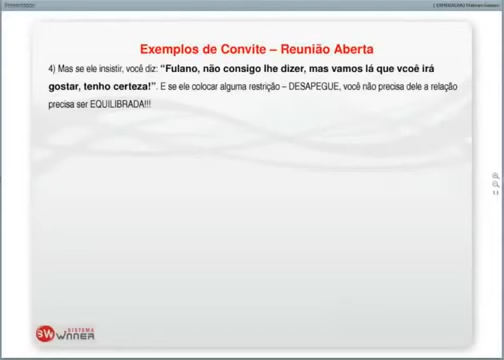 Exemplos de Convite – Reunião Aberta
4) Mas se ele insistir, você diz: “Fulano, não consigo lhe dizer, mas vamos lá que vcoê irá
gostar, tenho certeza!”. E se ele colocar alguma restrição – DESAPEGUE, você não precisa dele a relação
precisa ser EQUILIBRADA!!!
SW SISTEMA
WINNER